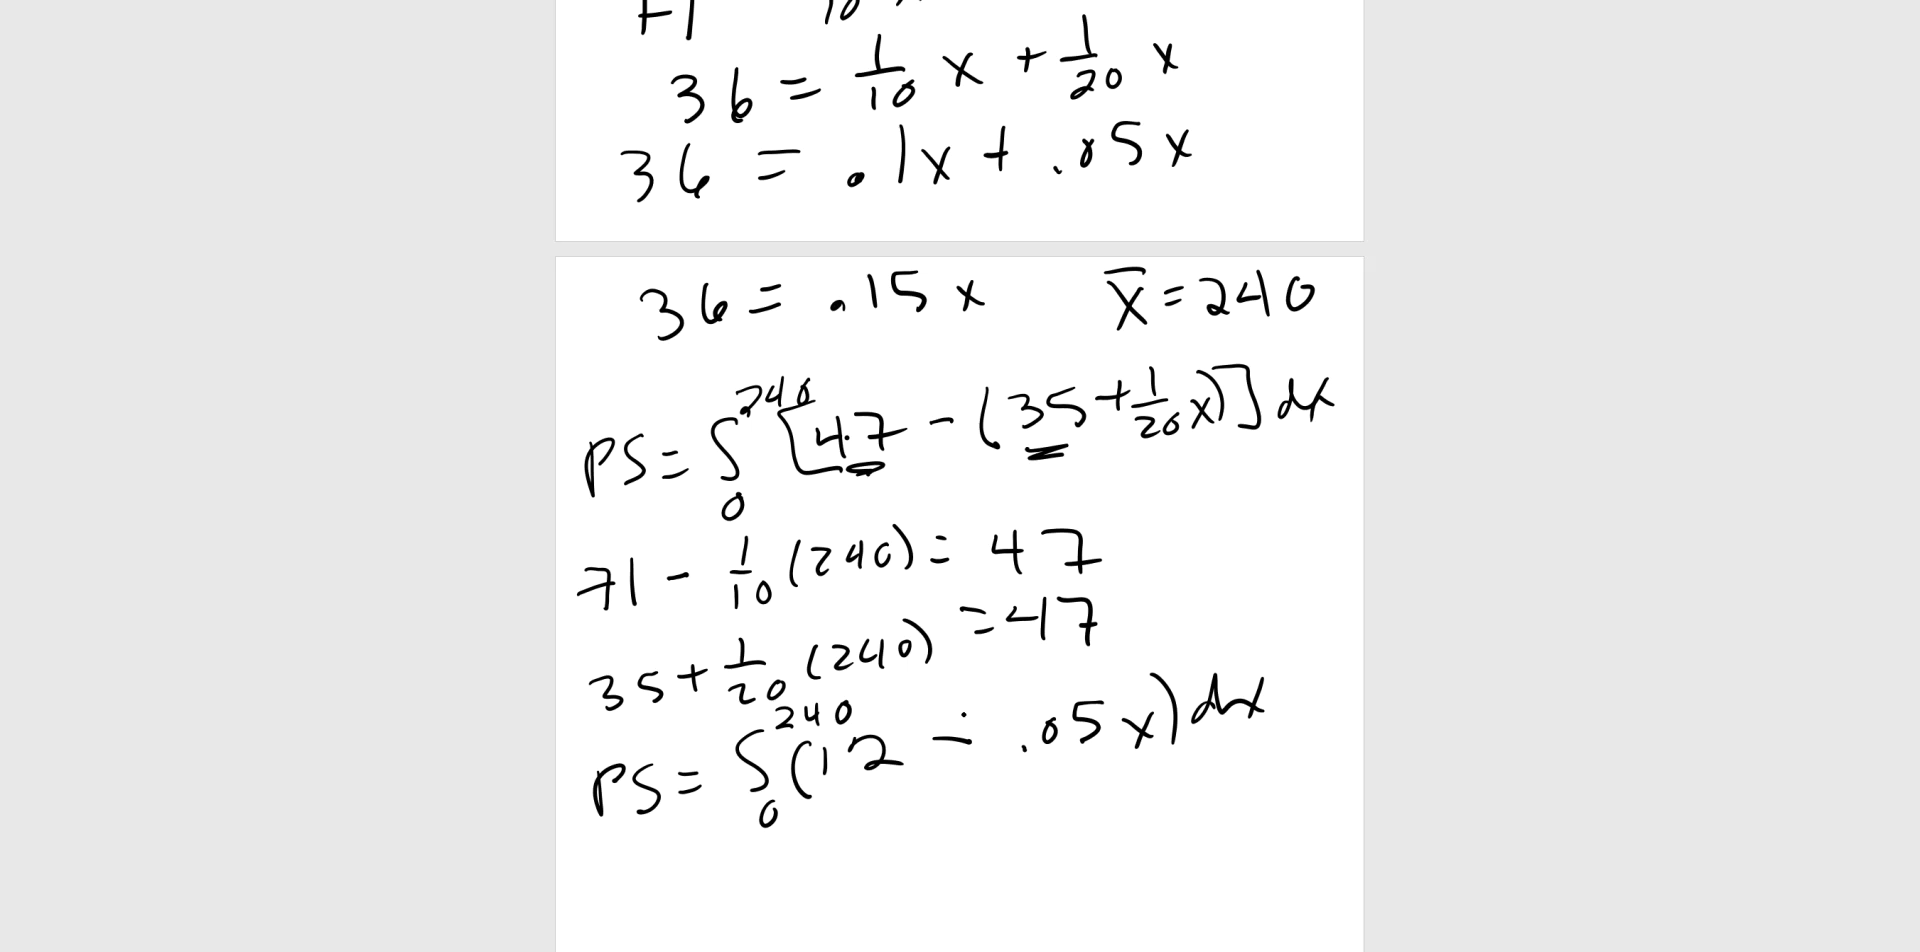 36 = 1/10 x + 1/20 x
36 = .1x + .05x
36 = .15x x̅ = 240
PS = ∫₀²⁴⁰ [47 - (35 + 1/20 x)] dx
71 - 1/10 (240) = 47
35 + 1/20 (240) = 47
PS = ∫₀²⁴⁰ (12 - .05x) dx